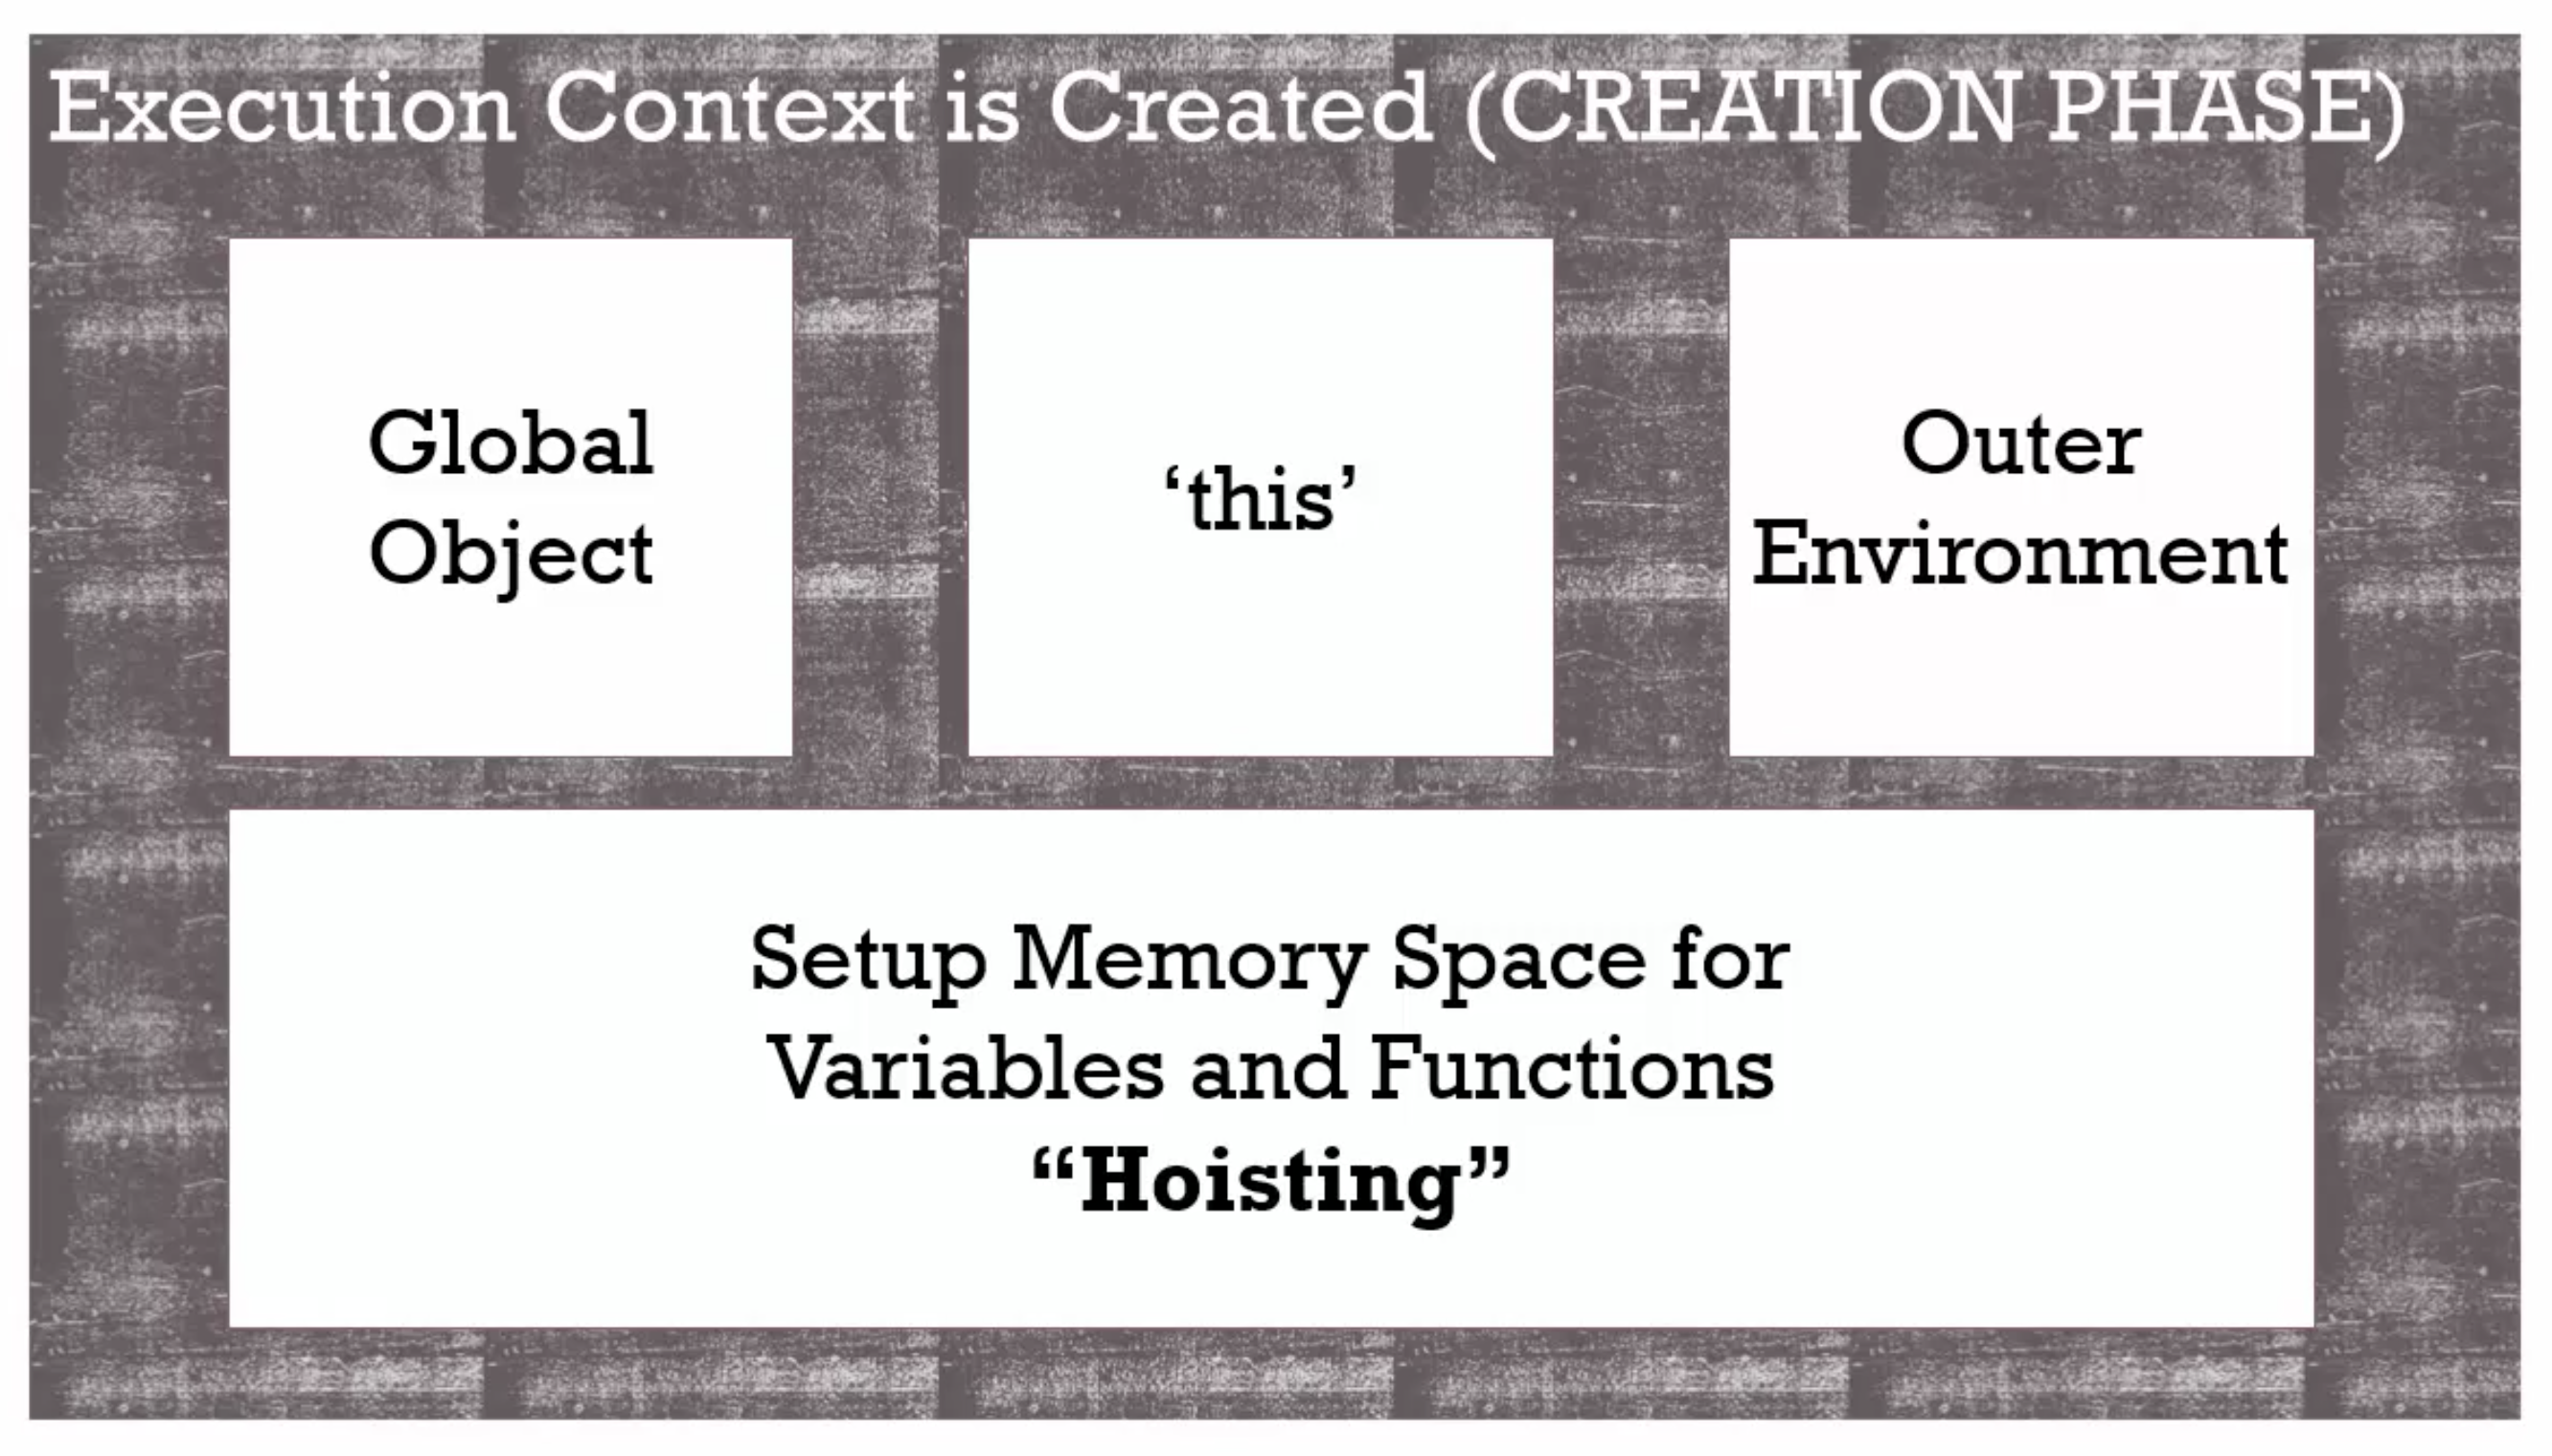 Execution Context is Created (CREATION PHASE)
Global
Object
‘this’
Outer
Environment
Setup Memory Space for
Variables and Functions
“Hoisting”